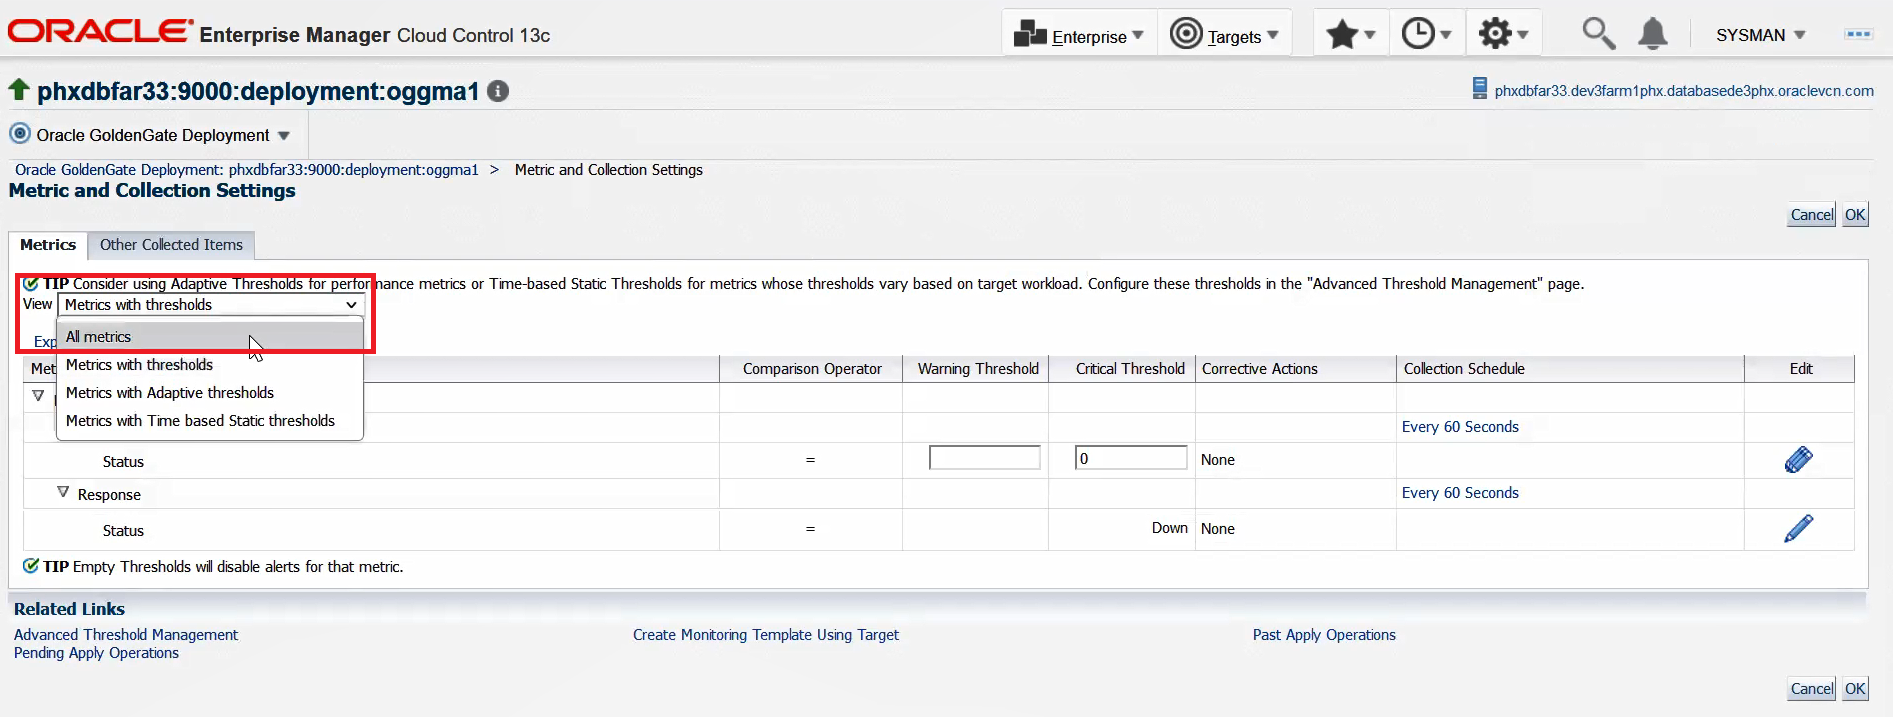 ORACLE Enterprise Manager Cloud Control 13c Enterprise Targets SYSMAN
phxdbfar33:9000:deployment:oggma1
phxdbfar33.dev3farm1phx.databasede3phx.oraclevcn.com
Oracle GoldenGate Deployment
Oracle GoldenGate Deployment: phxdbfar33:9000:deployment:oggma1 > Metric and Collection Settings
Metric and Collection Settings
Cancel OK
Metrics Other Collected Items
TIP Consider using Adaptive Thresholds for performance metrics or Time-based Static Thresholds for metrics whose thresholds vary based on target workload. Configure these thresholds in the "Advanced Threshold Management" page.
View Metrics with thresholds
Exp All metrics
Metrics with thresholds
Metrics with Adaptive thresholds
Metrics with Time based Static thresholds
Met Comparison Operator Warning Threshold Critical Threshold Corrective Actions Collection Schedule Edit
Every 60 Seconds
Status = 0 None
Response Every 60 Seconds
Status = Down None
TIP Empty Thresholds will disable alerts for that metric.
Related Links
Advanced Threshold Management Create Monitoring Template Using Target Past Apply Operations
Pending Apply Operations
Cancel OK